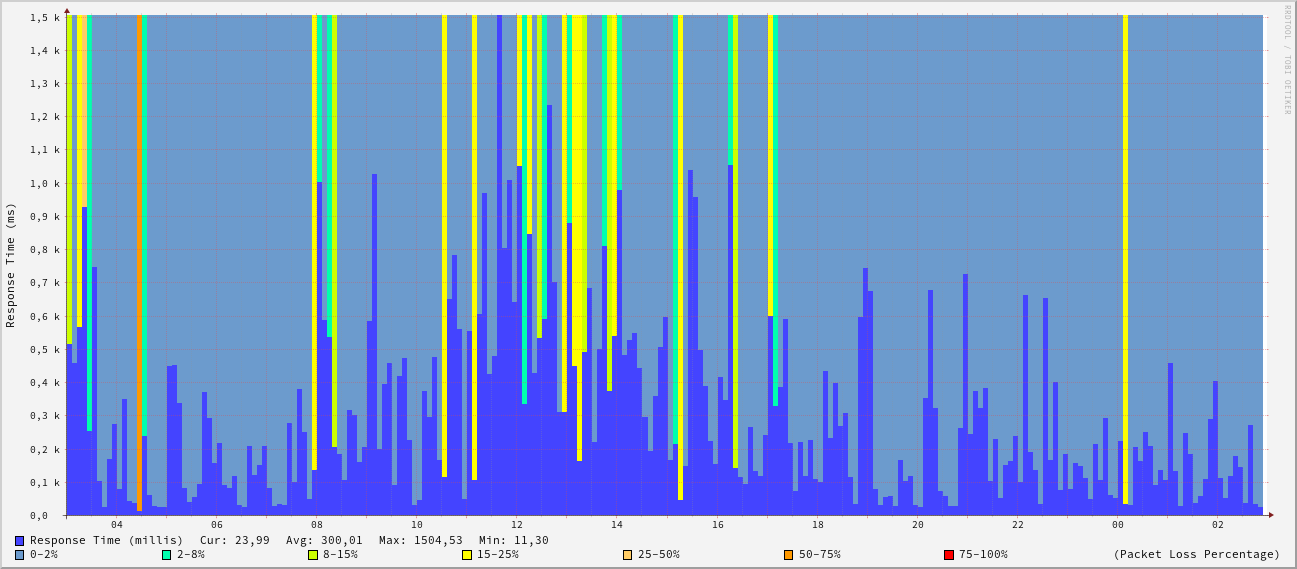 RRDTOOL / TOBI OETIKER
Response Time (ms)
1,5 k
1,4 k
1,3 k
1,2 k
1,1 k
1,0 k
0,9 k
0,8 k
0,7 k
0,6 k
0,5 k
0,4 k
0,3 k
0,2 k
0,1 k
0,0
04 06 08 10 12 14 16 18 20 22 00 02
Response Time (millis) Cur: 23,99 Avg: 300,01 Max: 1504,53 Min: 11,30
0-2% 2-8% 8-15% 15-25% 25-50% 50-75% 75-100% (Packet Loss Percentage)